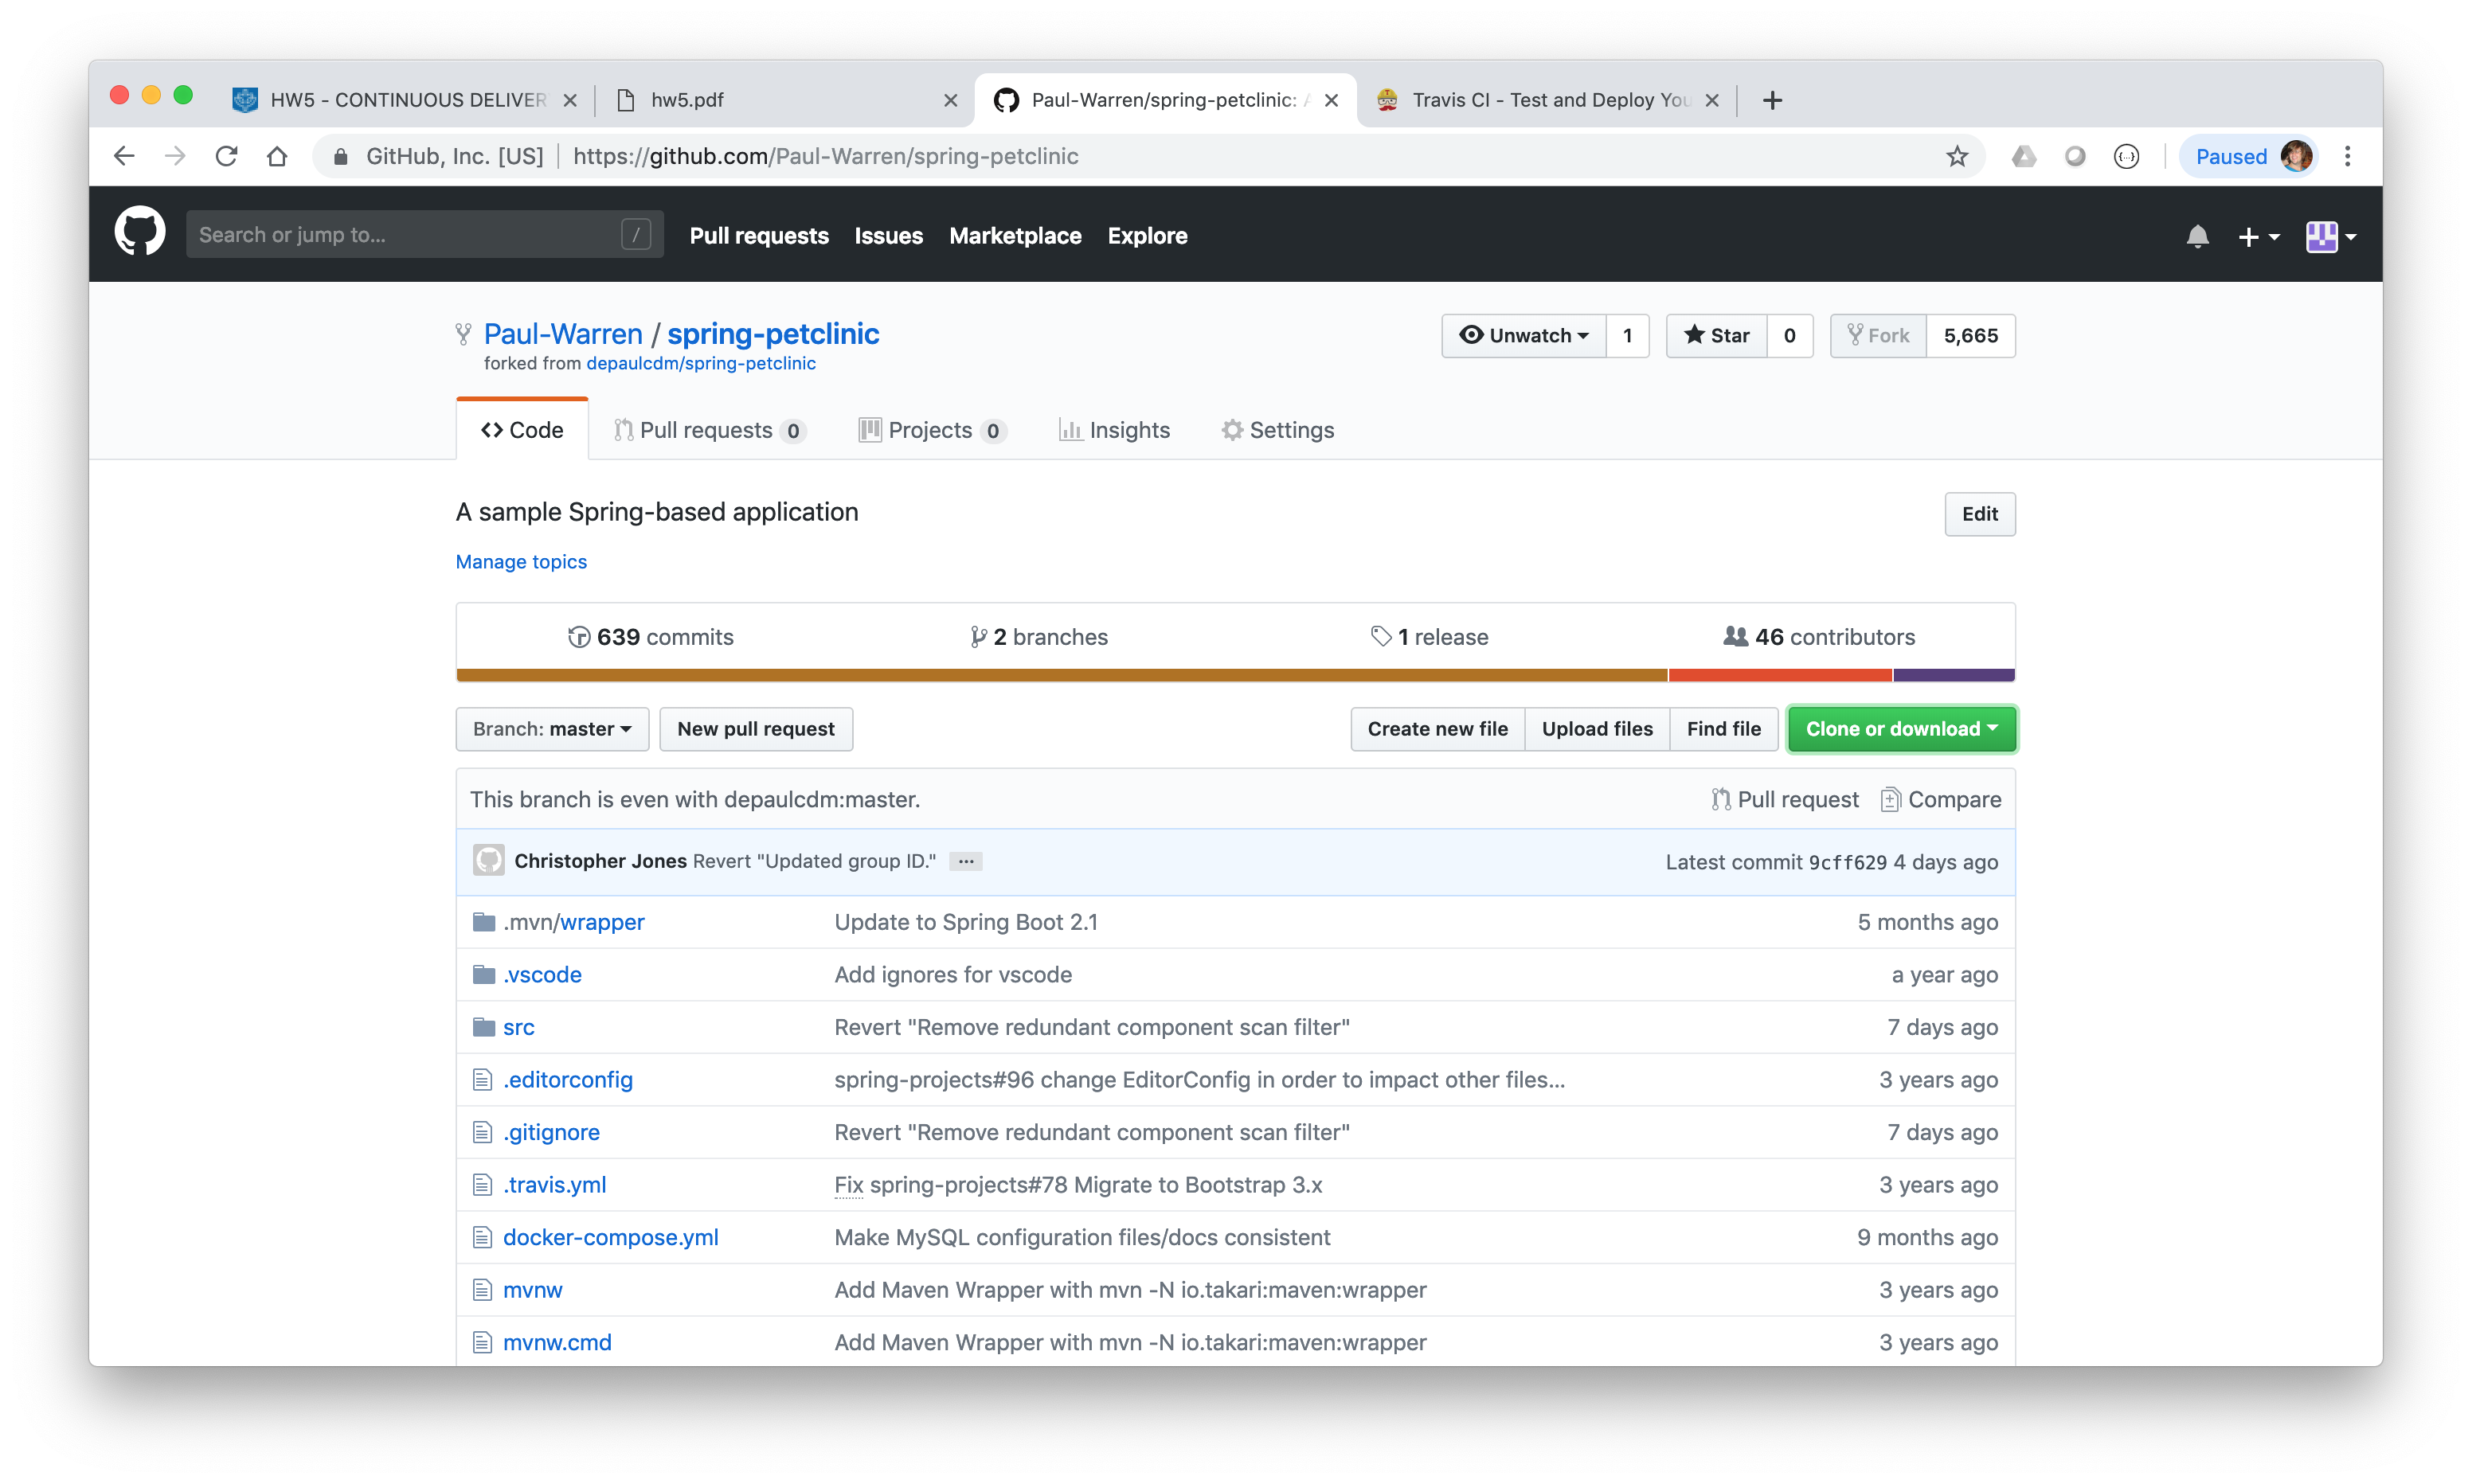 HW5 - CONTINUOUS DELIVER
hw5.pdf
Paul-Warren/spring-petclinic:
Travis CI - Test and Deploy You
GitHub, Inc. [US] https://github.com/Paul-Warren/spring-petclinic
Paused
Search or jump to... /
Pull requests Issues Marketplace Explore
Paul-Warren / spring-petclinic
forked from depaulcdm/spring-petclinic
Unwatch 1 Star 0 Fork 5,665
Code Pull requests 0 Projects 0 Insights Settings
A sample Spring-based application
Edit
Manage topics
639 commits 2 branches 1 release 46 contributors
Branch: master New pull request Create new file Upload files Find file Clone or download
This branch is even with depaulcdm:master. Pull request Compare
Christopher Jones Revert "Updated group ID." ... Latest commit 9cff629 4 days ago
.mvn/wrapper Update to Spring Boot 2.1 5 months ago
.vscode Add ignores for vscode a year ago
src Revert "Remove redundant component scan filter" 7 days ago
.editorconfig spring-projects#96 change EditorConfig in order to impact other files... 3 years ago
.gitignore Revert "Remove redundant component scan filter" 7 days ago
.travis.yml Fix spring-projects#78 Migrate to Bootstrap 3.x 3 years ago
docker-compose.yml Make MySQL configuration files/docs consistent 9 months ago
mvnw Add Maven Wrapper with mvn -N io.takari:maven:wrapper 3 years ago
mvnw.cmd Add Maven Wrapper with mvn -N io.takari:maven:wrapper 3 years ago